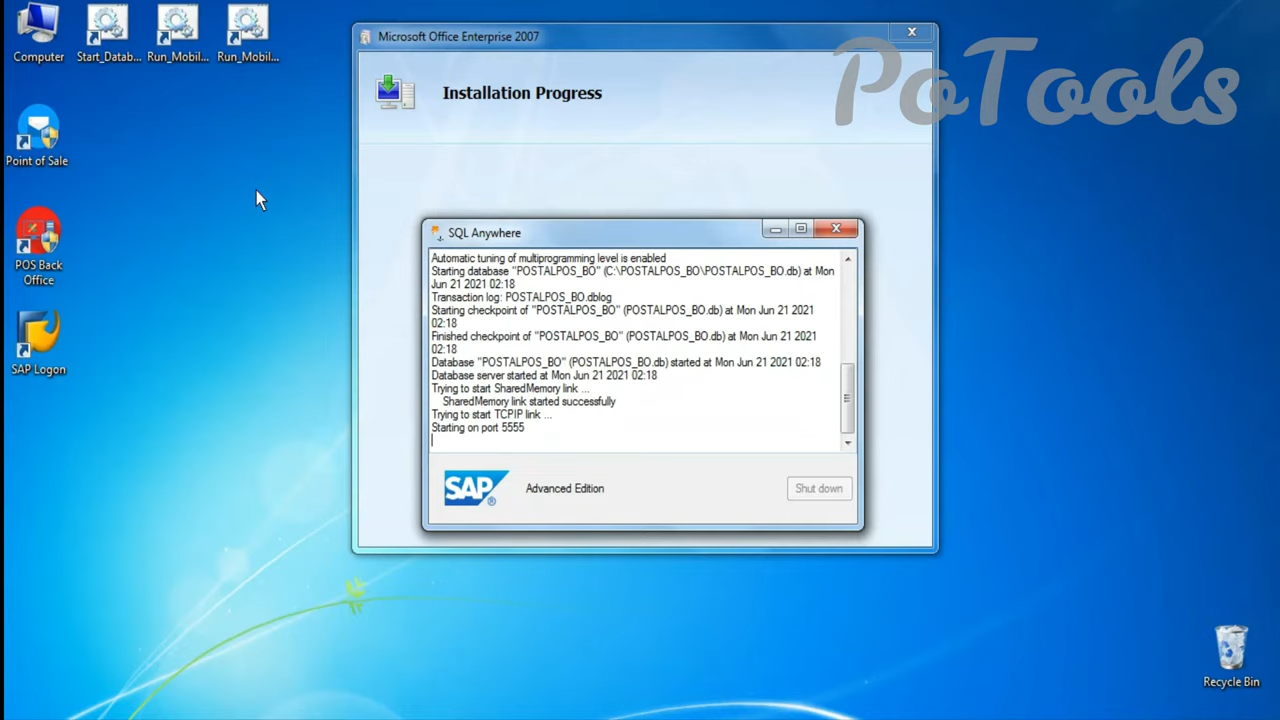 Computer
Start_Datab...
Run_Mobil...
Run_Mobil...
Point of Sale
POS Back
Office
SAP Logon
Microsoft Office Enterprise 2007
PoTools
Installation Progress
SQL Anywhere
Automatic tuning of multiprogramming level is enabled
Starting database "POSTALPOS_BO" (C:\POSTALPOS_BO\POSTALPOS_BO.db) at Mon
Jun 21 2021 02:18
Transaction log: POSTALPOS_BO.dblog
Starting checkpoint of "POSTALPOS_BO" (POSTALPOS_BO.db) at Mon Jun 21 2021
02:18
Finished checkpoint of "POSTALPOS_BO" (POSTALPOS_BO.db) at Mon Jun 21 2021
02:18
Database "POSTALPOS_BO" (POSTALPOS_BO.db) started at Mon Jun 21 2021 02:18
Database server started at Mon Jun 21 2021 02:18
Trying to start SharedMemory link ...
SharedMemory link started successfully
Trying to start TCPIP link ...
Starting on port 5555
SAP®
Advanced Edition
Shut down
Recycle Bin